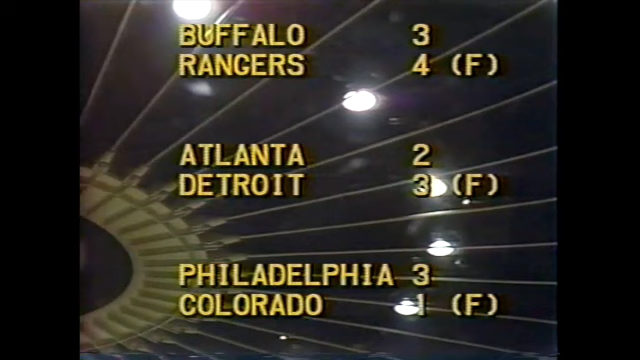 BUFFALO 3
RANGERS 4 (F)
ATLANTA 2
DETROIT 3 (F)
PHILADELPHIA 3
COLORADO 1 (F)